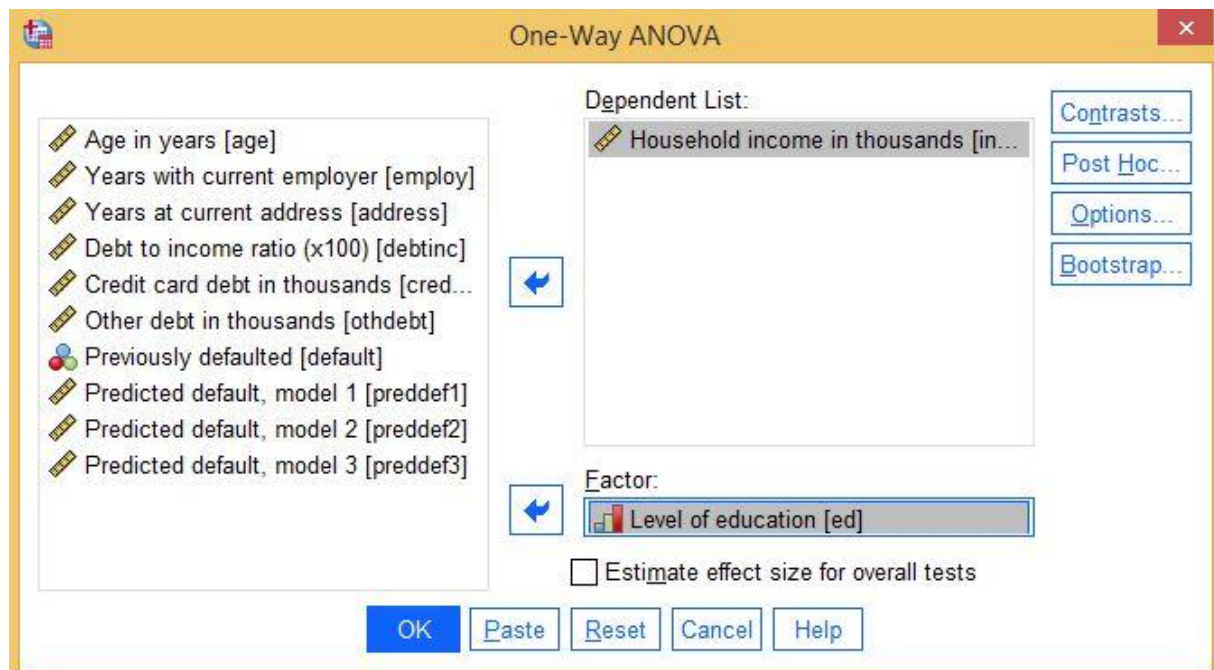 One-Way ANOVA
Age in years [age]
Years with current employer [employ]
Years at current address [address]
Debt to income ratio (x100) [debtinc]
Credit card debt in thousands [cred...
Other debt in thousands [othdebt]
Previously defaulted [default]
Predicted default, model 1 [preddef1]
Predicted default, model 2 [preddef2]
Predicted default, model 3 [preddef3]
Dependent List:
Household income in thousands [in...
Factor:
Level of education [ed]
Estimate effect size for overall tests
Contrasts...
Post Hoc...
Options...
Bootstrap...
OK Paste Reset Cancel Help